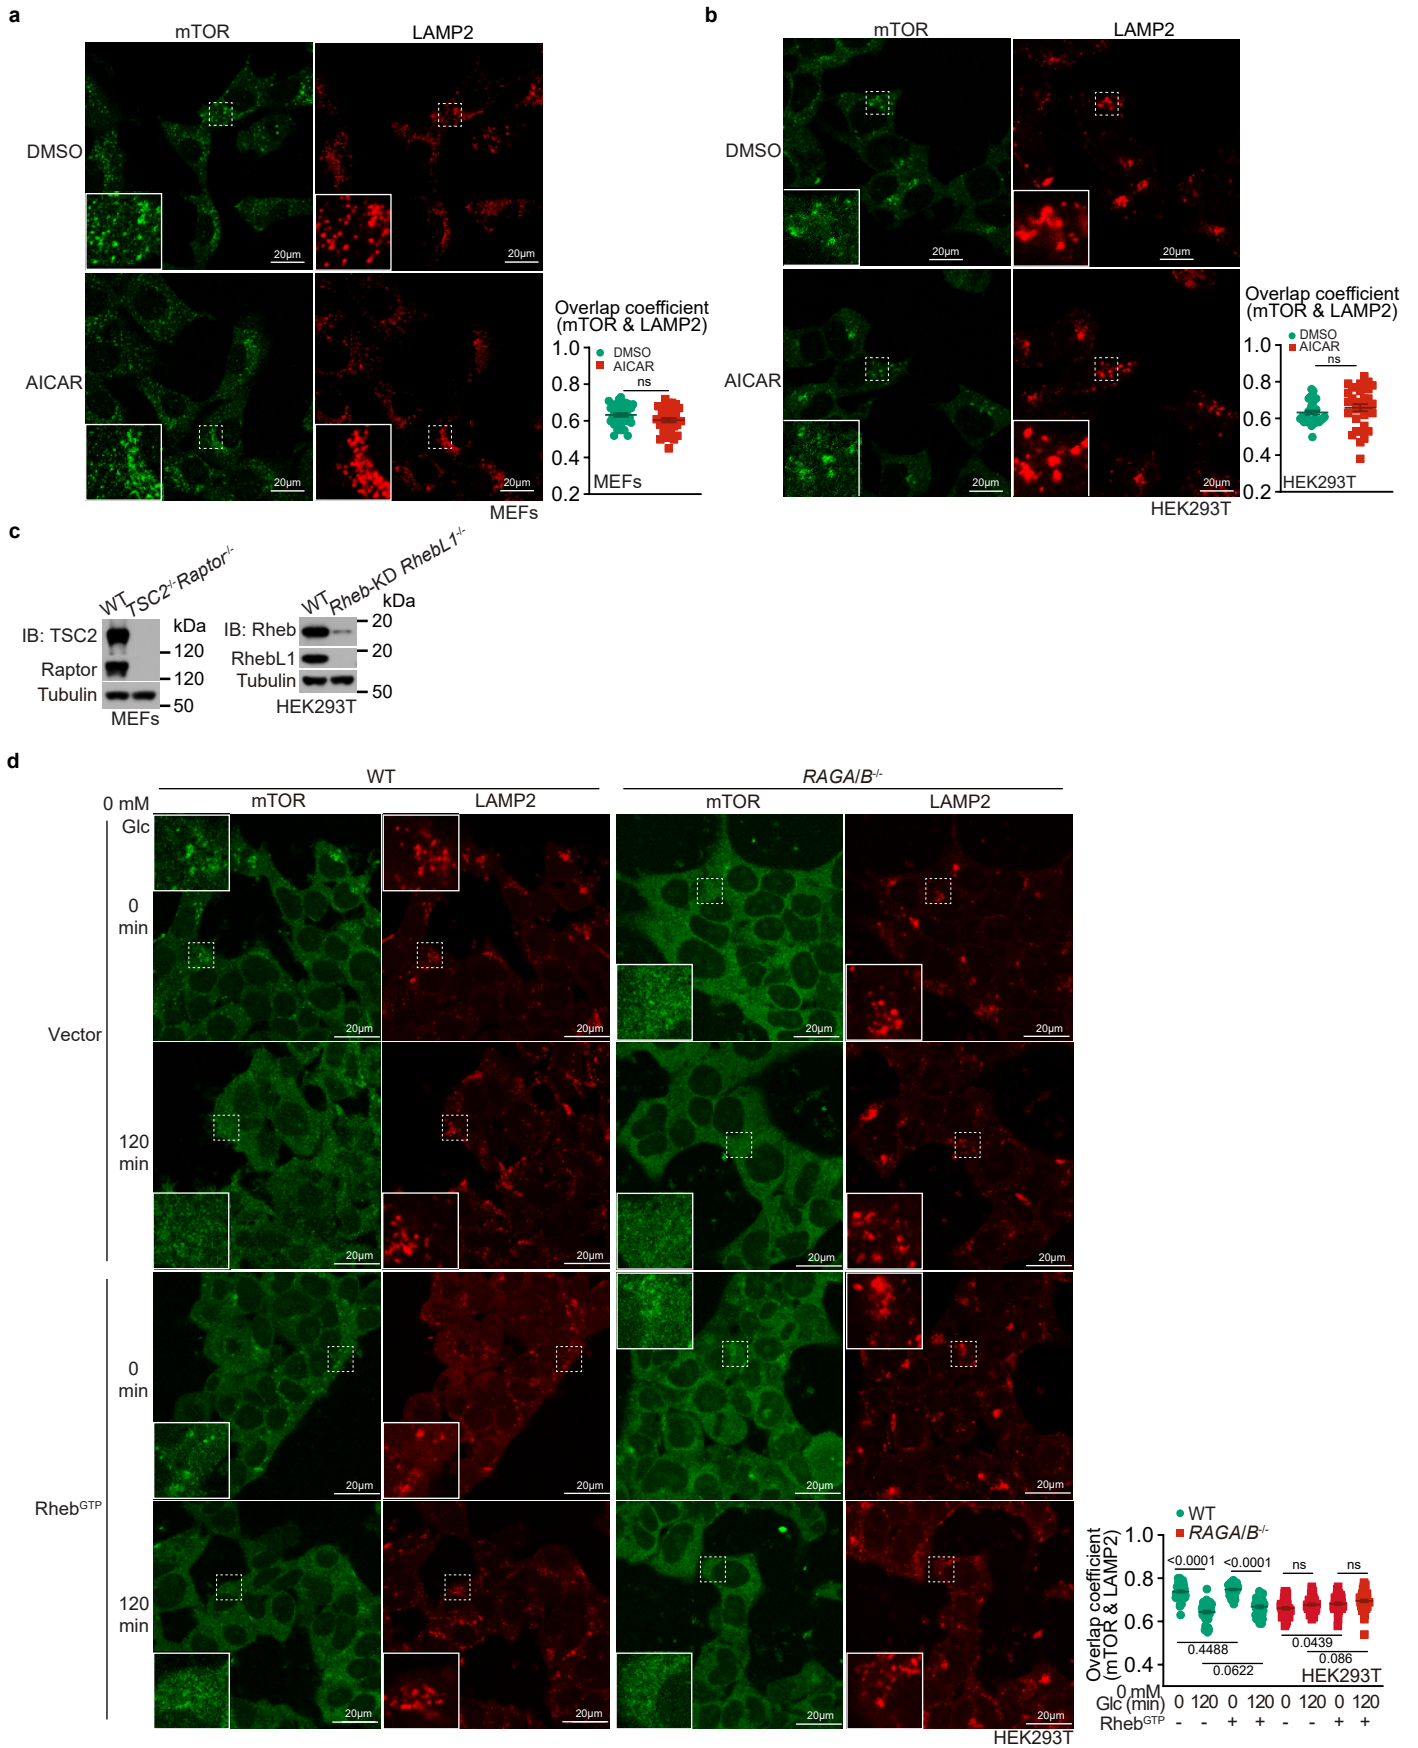 a
mTOR LAMP2
DMSO
20μm 20μm
AICAR
20μm 20μm
MEFs
Overlap coefficient
(mTOR & LAMP2)
1.0
DMSO
AICAR
ns
0.8
0.6
0.4
0.2
MEFs
b
mTOR LAMP2
DMSO
20μm 20μm
AICAR
20μm 20μm
HEK293T
Overlap coefficient
(mTOR & LAMP2)
1.0
DMSO
AICAR
ns
0.8
0.6
0.4
0.2
HEK293T
c
WT TSC2-/-Raptor-/-
kDa
IB: TSC2
120
Raptor
120
Tubulin
50
MEFs
WT Rheb-KD RhebL1-/-
kDa
20
IB: Rheb
20
RhebL1
Tubulin
50
HEK293T
d
WT RAGA/B-/-
0 mM mTOR LAMP2 mTOR LAMP2
Glc
0
min
20μm 20μm 20μm 20μm
Vector
120
min
20μm 20μm 20μm 20μm
0
min
20μm 20μm 20μm 20μm
RhebGTP
120
min
20μm 20μm 20μm 20μm
HEK293T
WT
RAGA/B-/-
Overlap coefficient
(mTOR & LAMP2)
1.0
<0.0001 <0.0001 ns ns
0.8
0.6
0.4488 0.0439
0.086
0.0622
0.4
HEK293T
0 mM
Glc (min) 0 120 0 120 0 120 0 120
RhebGTP - - + + - - + +